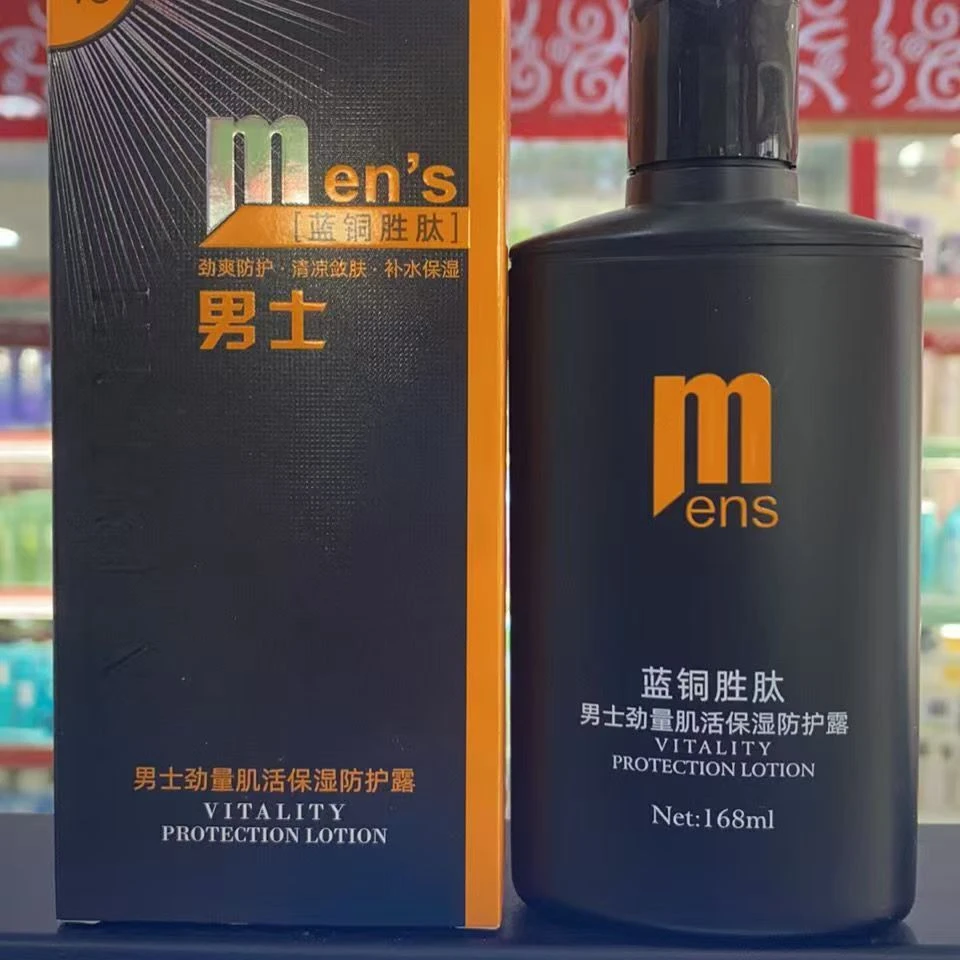 men's
[蓝铜胜肽]
劲爽防护·清凉敛肤·补水保湿
男士
男士劲量肌活保湿防护露
VITALITY
PROTECTION LOTION
mens
蓝铜胜肽
男士劲量肌活保湿防护露
VITALITY
PROTECTION LOTION
Net:168ml